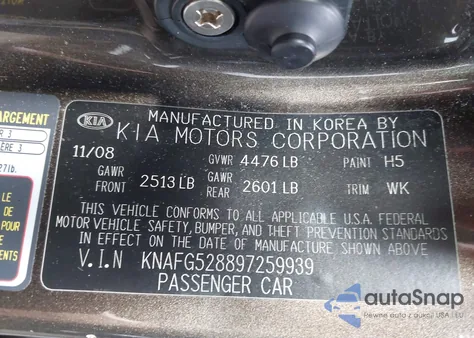 KIA
MANUFACTURED IN KOREA BY
KIA MOTORS CORPORATION
11/08 GVWR 4476 LB PAINT H5
GAWR FRONT 2513 LB GAWR REAR 2601 LB TRIM WK
THIS VEHICLE CONFORMS TO ALL APPLICABLE U.S.A. FEDERAL
MOTOR VEHICLE SAFETY, BUMPER, AND THEFT PREVENTION STANDARDS
IN EFFECT ON THE DATE OF MANUFACTURE SHOWN ABOVE
V.I.N KNAFG528897259939
PASSENGER CAR
autoSnap